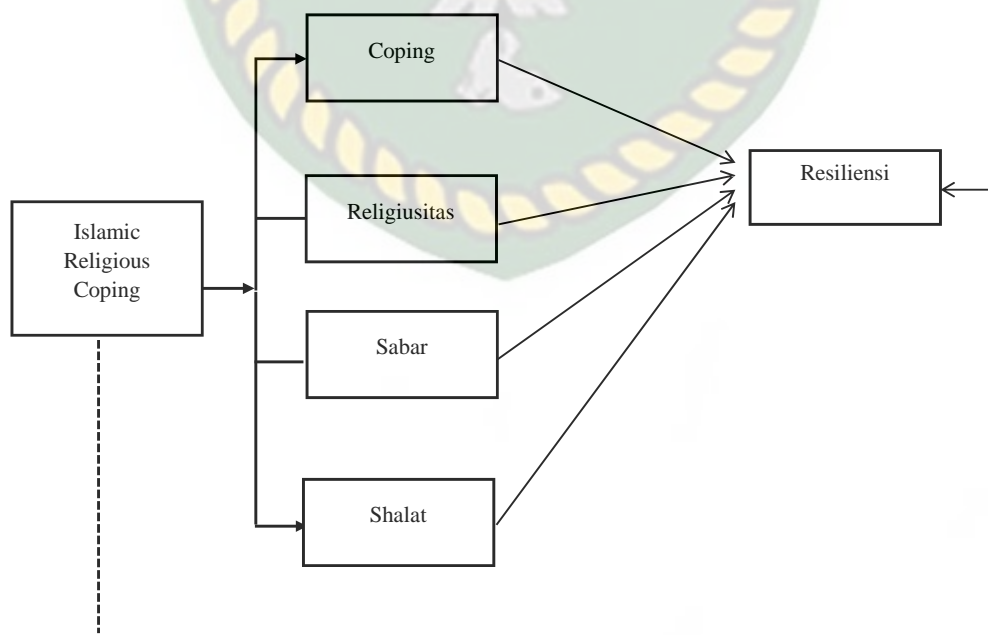 Coping
Religiusitas
Islamic
Religious
Coping
Sabar
Shalat
Resiliensi